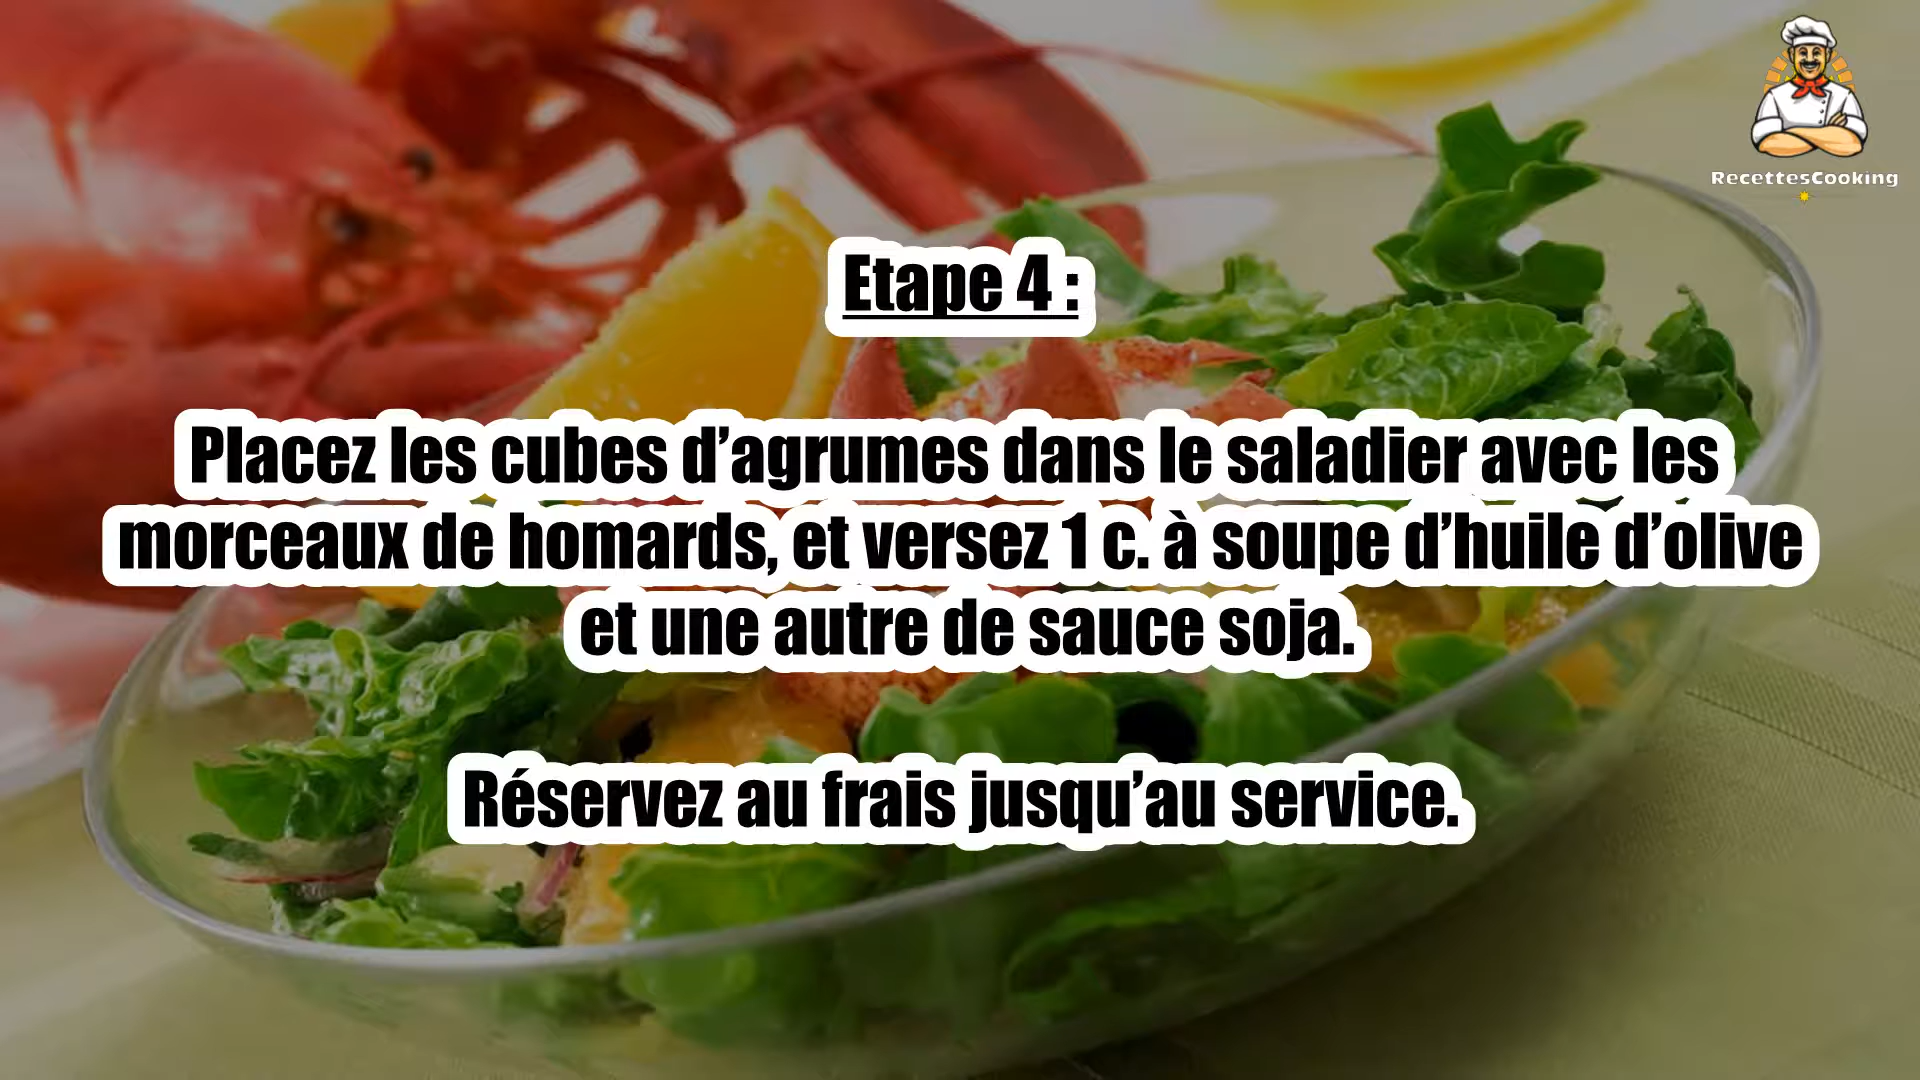 RecettesCooking
Etape 4 :
Placez les cubes d’agrumes dans le saladier avec les
morceaux de homards, et versez 1 c. à soupe d’huile d’olive
et une autre de sauce soja.
Réservez au frais jusqu’au service.